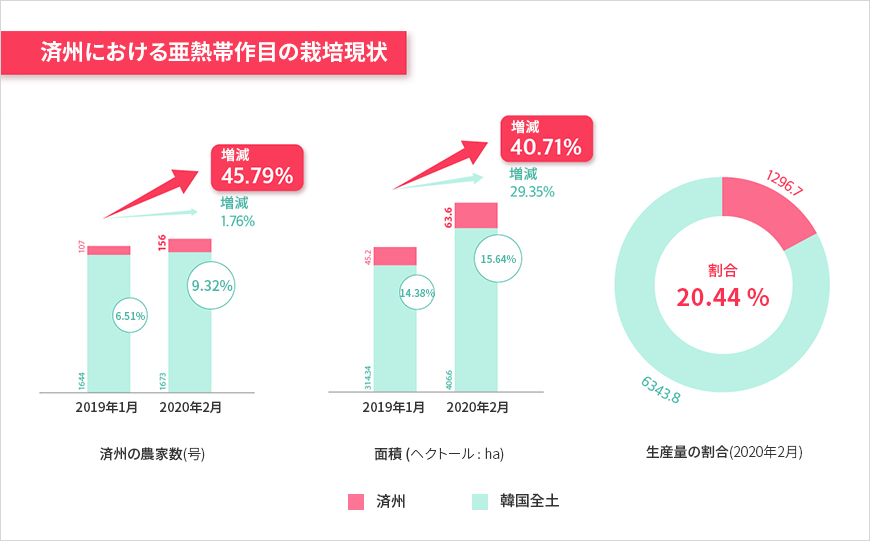 済州における亜熱帯作目の栽培現状
増減
45.79%
増減
1.76%
107
156
6.51%
9.32%
1644
1673
2019年1月
2020年2月
済州の農家数(号)
増減
40.71%
増減
29.35%
45.2
63.6
14.38%
15.64%
314.34
406.6
2019年1月
2020年2月
面積 (ヘクトール : ha)
1296.7
割合
20.44 %
6343.8
生産量の割合(2020年2月)
済州
韓国全土